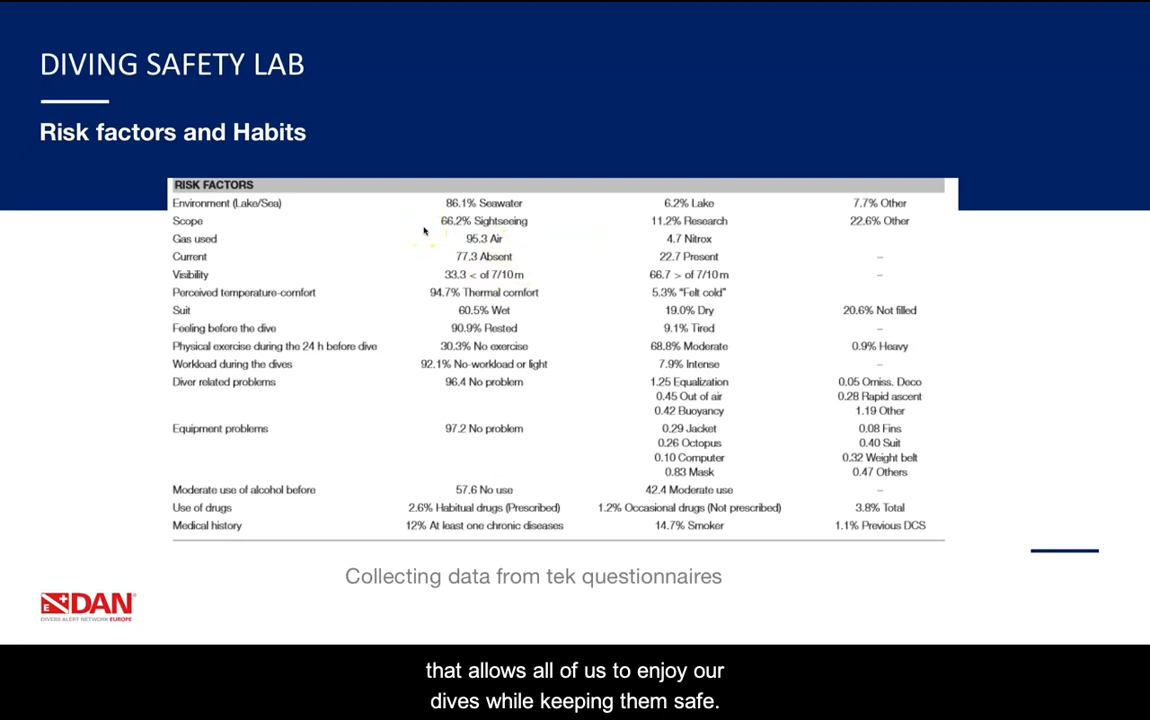 DIVING SAFETY LAB
Risk factors and Habits
RISK FACTORS
Environment (Lake/Sea) 86.1% Seawater 6.2% Lake 7.7% Other
Scope 66.2% Sightseeing 11.2% Research 22.6% Other
Gas used 95.3 Air 4.7 Nitrox
Current 77.3 Absent 22.7 Present –
Visibility 33.3 < of 7/10 m 66.7 > of 7/10 m –
Perceived temperature-comfort 94.7% Thermal comfort 5.3% "Felt cold"
Suit 60.5% Wet 19.0% Dry 20.6% Not filled
Feeling before the dive 90.9% Rested 9.1% Tired –
Physical exercise during the 24 h before dive 30.3% No exercise 68.8% Moderate 0.9% Heavy
Workload during the dives 92.1% No-workload or light 7.9% Intense –
Diver related problems 96.4 No problem 1.25 Equalization 0.05 Omiss. Deco
0.45 Out of air 0.28 Rapid ascent
0.42 Buoyancy 1.19 Other
Equipment problems 97.2 No problem 0.29 Jacket 0.08 Fins
0.26 Octopus 0.40 Suit
0.10 Computer 0.32 Weight belt
0.83 Mask 0.47 Others
Moderate use of alcohol before 57.6 No use 42.4 Moderate use –
Use of drugs 2.6% Habitual drugs (Prescribed) 1.2% Occasional drugs (Not prescribed) 3.8% Total
Medical history 12% At least one chronic diseases 14.7% Smoker 1.1% Previous DCS
Collecting data from tek questionnaires
E DAN
DIVERS ALERT NETWORK EUROPE
that allows all of us to enjoy our
dives while keeping them safe.